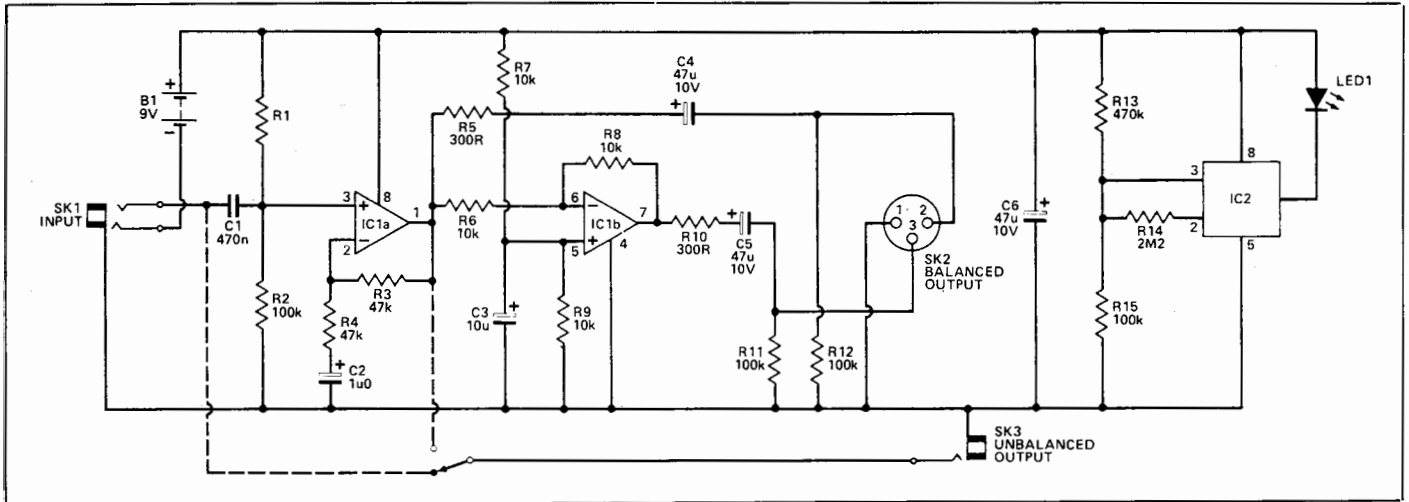 B1
9V
+
−
SK1
INPUT
C1
470n
R1
R2
100k
3
+
8
IC1a
1
2
−
R3
47k
R4
47k
+
C2
1u0
R7
10k
C4
47u
10V
+
R5
300R
R6
10k
R8
10k
6
−
IC1b
7
+
5
4
C3
10u
+
R9
10k
R10
300R
+
C5
47u
10V
R11
100k
R12
100k
1
2
3
SK2
BALANCED
OUTPUT
C6
47u
10V
+
R13
470k
R14
2M2
R15
100k
3
2
8
IC2
5
LED1
SK3
UNBALANCED
OUTPUT